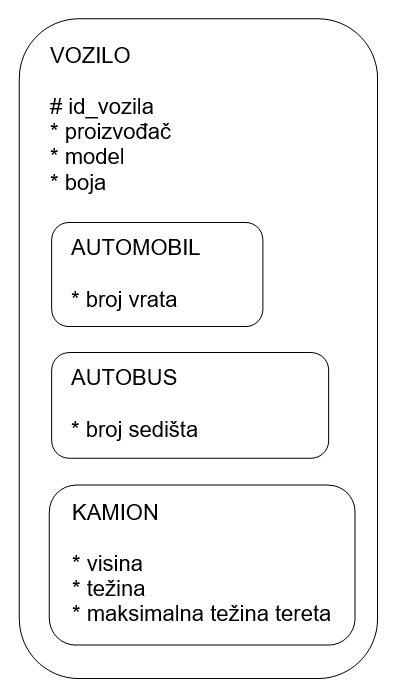 VOZILO
# id_vozila
* proizvođač
* model
* boja
AUTOMOBIL
* broj vrata
AUTOBUS
* broj sedišta
KAMION
* visina
* težina
* maksimalna težina tereta